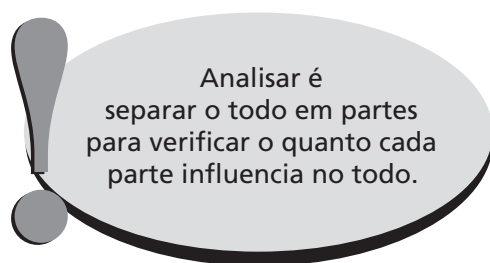 Analisar é
separar o todo em partes
para verificar o quanto cada
parte influencia no todo.